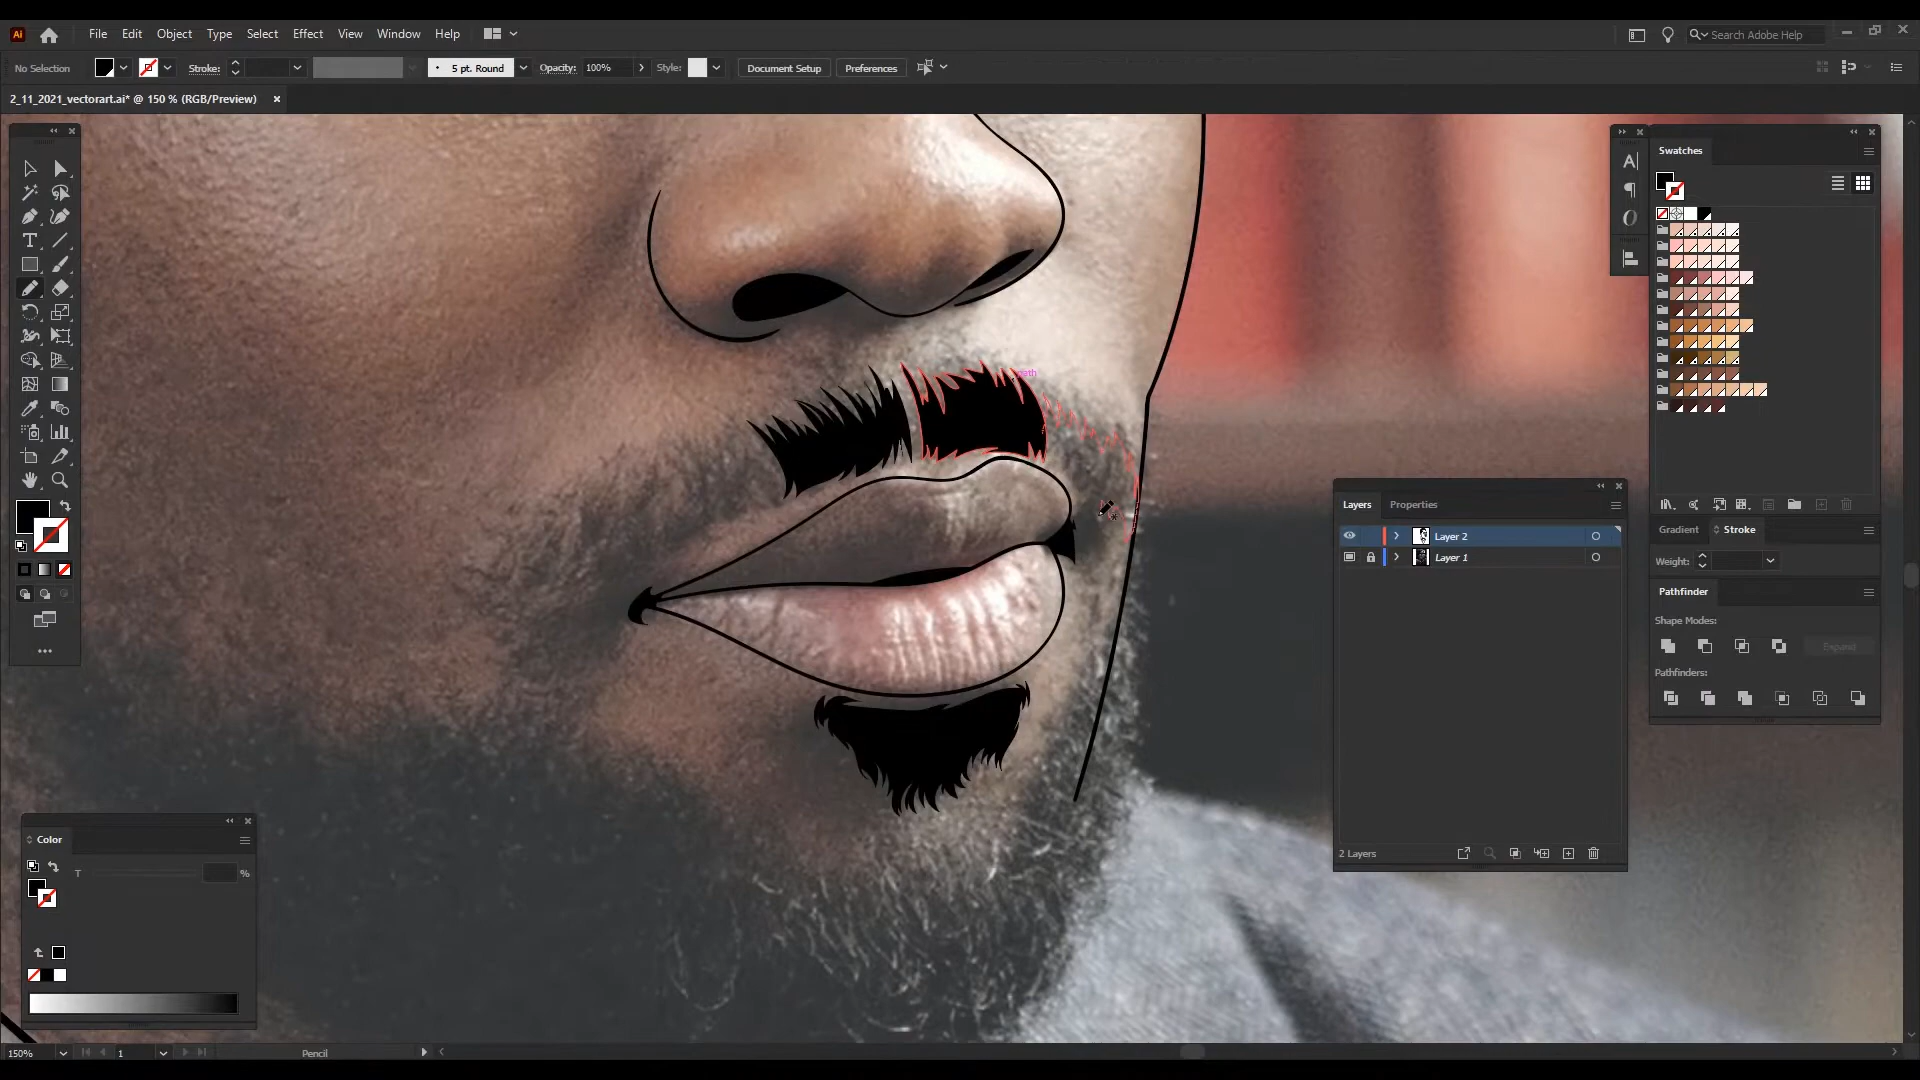 Ai File Edit Object Type Select Effect View Window Help Search Adobe Help
No Selection Stroke: 5 pt. Round Opacity: 100% Style: Document Setup Preferences
2_11_2021_vectorart.ai* @ 150 % (RGB/Preview)
Swatches
path
Layers Properties
Layer 2
Layer 1
2 Layers
Gradient Stroke
Weight:
Pathfinder
Shape Modes:
Expand
Pathfinders:
Color
T %
150% 1 Pencil